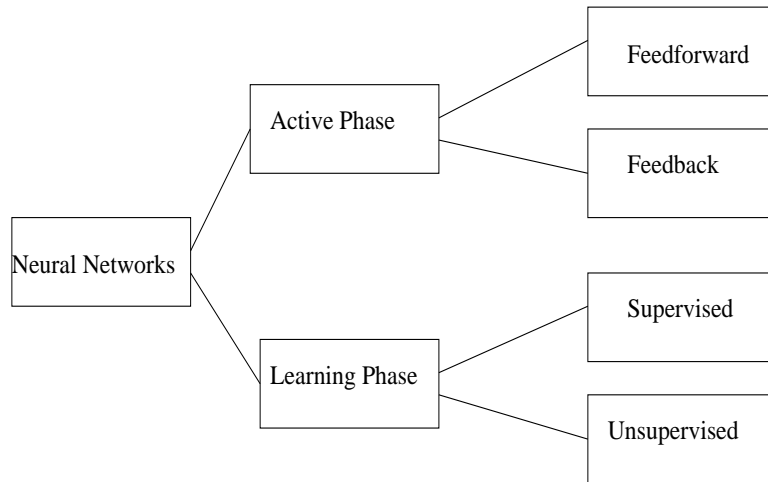 Neural Networks
Active Phase
Feedforward
Feedback
Learning Phase
Supervised
Unsupervised